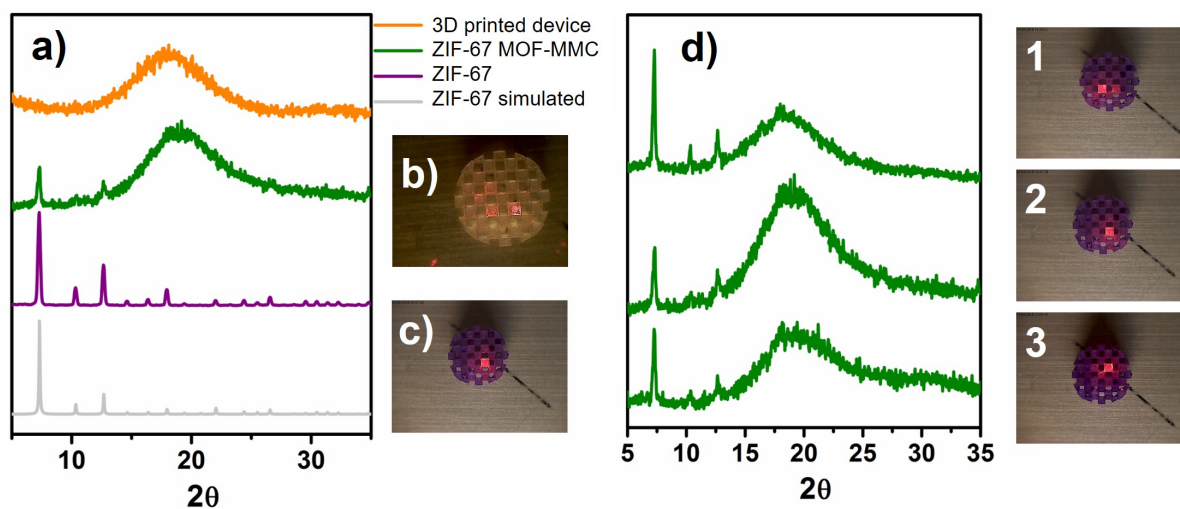 a)
3D printed device
ZIF-67 MOF-MMC
ZIF-67
ZIF-67 simulated
10 20 30
2θ
b)
c)
d)
5 10 15 20 25 30 35
2θ
1
2
3